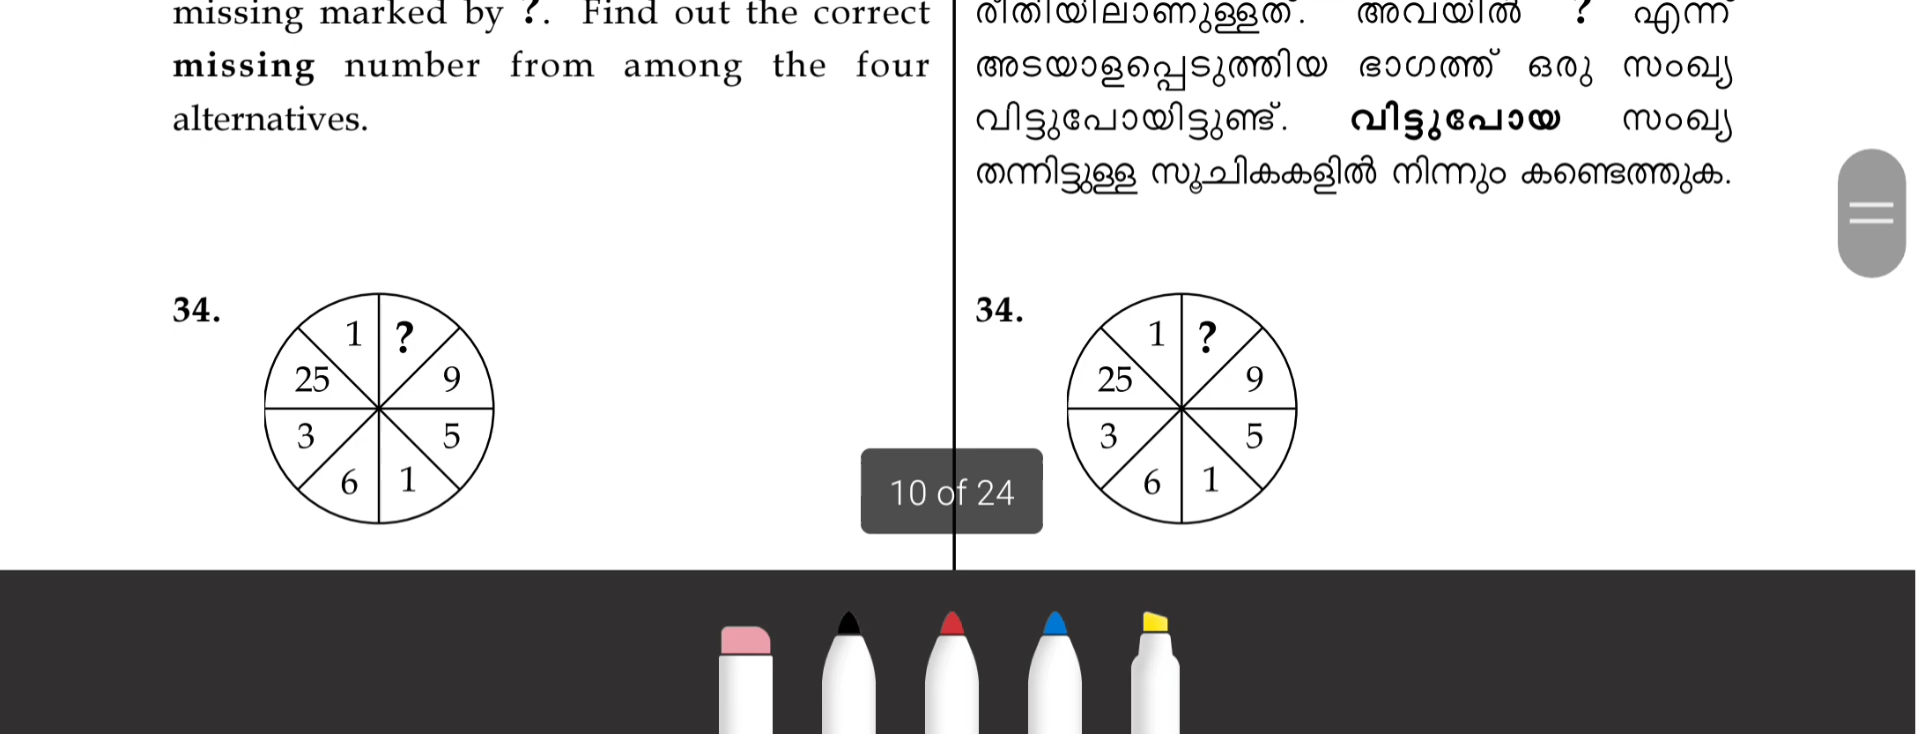 missing marked by ?. Find out the correct
missing number from among the four
alternatives.
34.
1 ?
25 9
3 5
6 1
രീതിയിലാണുള്ളത്. അവയിൽ ? എന്ന്
അടയാളപ്പെടുത്തിയ ഭാഗത്ത് ഒരു സംഖ്യ
വിട്ടുപോയിട്ടുണ്ട്. വിട്ടുപോയ സംഖ്യ
തന്നിട്ടുള്ള സൂചികകളിൽ നിന്നും കണ്ടെത്തുക.
34.
1 ?
25 9
3 5
6 1
10 of 24